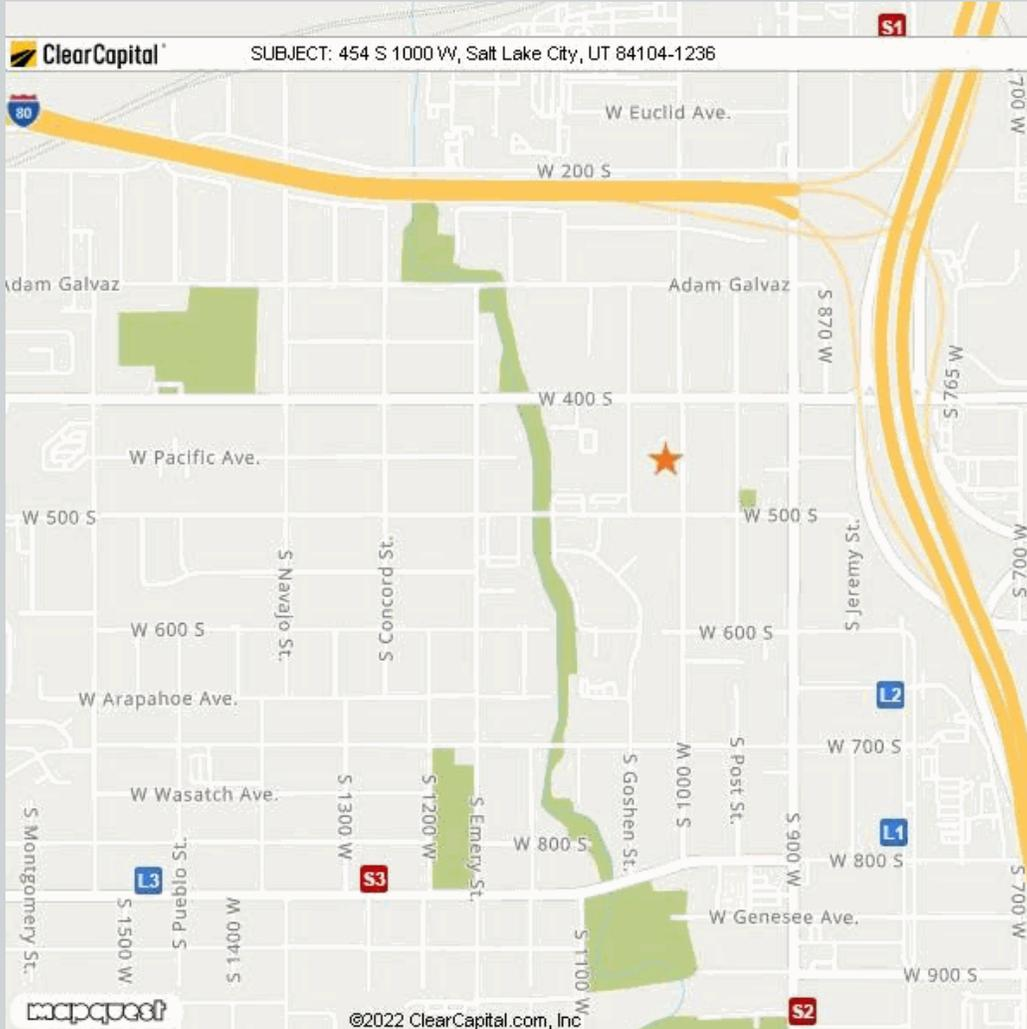 S1
ClearCapital
SUBJECT: 454 S 1000 W, Salt Lake City, UT 84104-1236
80
W Euclid Ave.
700 W
W 200 S
Adam Galvaz
Adam Galvaz
S 870 W
S 765 W
W 400 S
W Pacific Ave.
W 500 S
W 500 S
S Navajo St.
S Concord St.
S Jeremy St.
S 700 W
W 600 S
W 600 S
W Arapahoe Ave.
L2
W 700 S
S Goshen St.
S 1000 W
S Post St.
W Wasatch Ave.
S 1300 W
S 1200 W
S Emery St.
S Montgomery St.
W 800 S
S 900 W
L1
W 800 S
L3
S3
S Pueblo St.
S 1500 W
S 1400 W
S 700 W
W Genesee Ave.
S 1100 W
W 900 S
mapquest
©2022 ClearCapital.com, Inc
S2